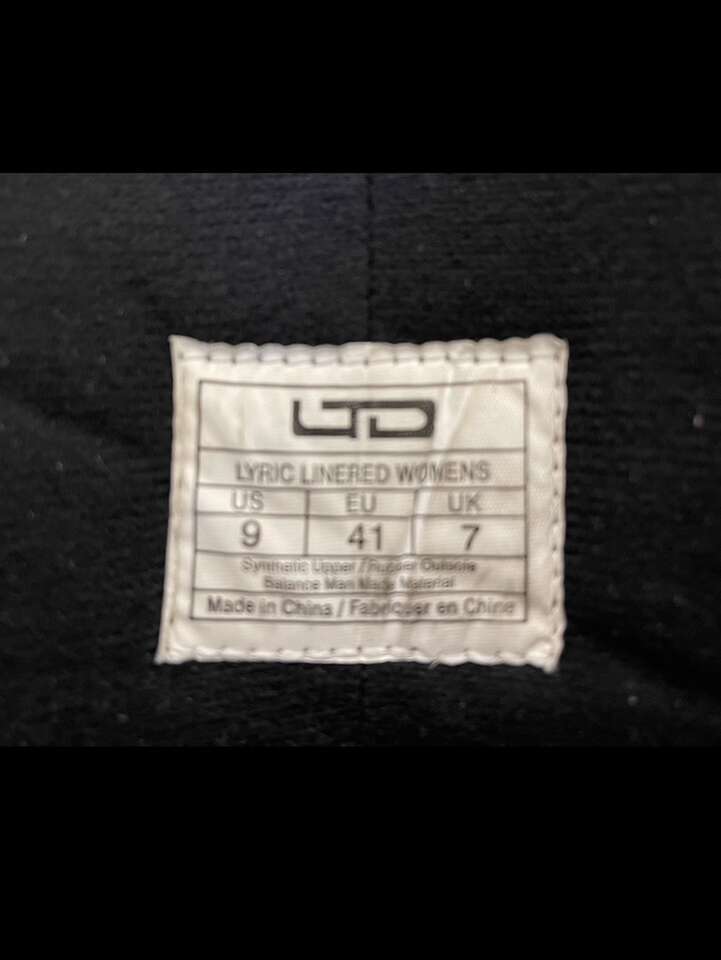 LTD
LYRIC LINERED WOMENS
US EU UK
9 41 7
Synthetic Upper / Rubber Outsole
Balance Man Made Material
Made in China / Fabriquer en Chine